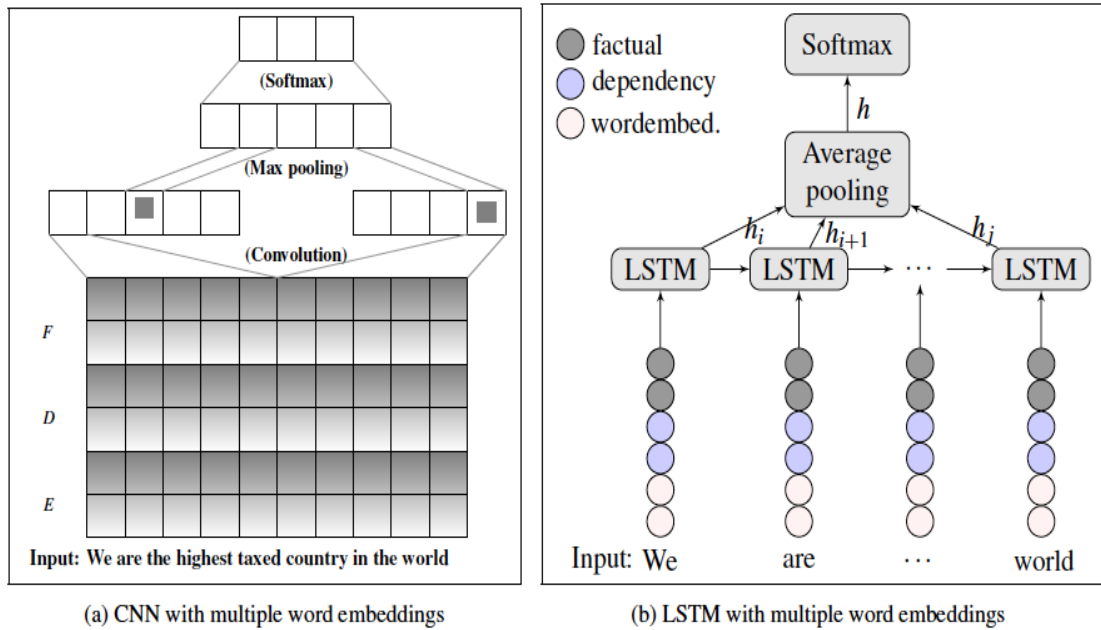 (Softmax)
(Max pooling)
(Convolution)
F
D
E
Input: We are the highest taxed country in the world
(a) CNN with multiple word embeddings
factual
dependency
wordembed.
Softmax
h
Average
pooling
h_i
h_{i+1}
h_j
LSTM LSTM ... LSTM
Input: We are ... world
(b) LSTM with multiple word embeddings